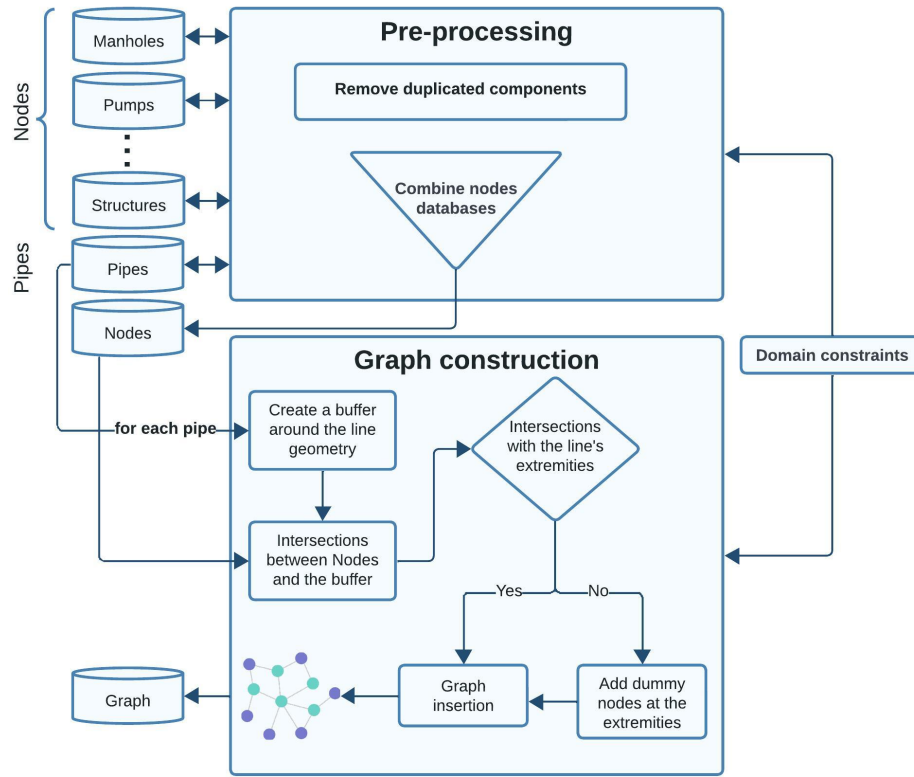 Nodes
Manholes
Pumps
Structures
Pipes
Pipes
Nodes
Pre-processing
Remove duplicated components
Combine nodes
databases
Domain constraints
Graph construction
for each pipe
Create a buffer
around the line
geometry
Intersections
between Nodes
and the buffer
Intersections
with the line's
extremities
Yes
No
Add dummy
nodes at the
extremities
Graph
insertion
Graph